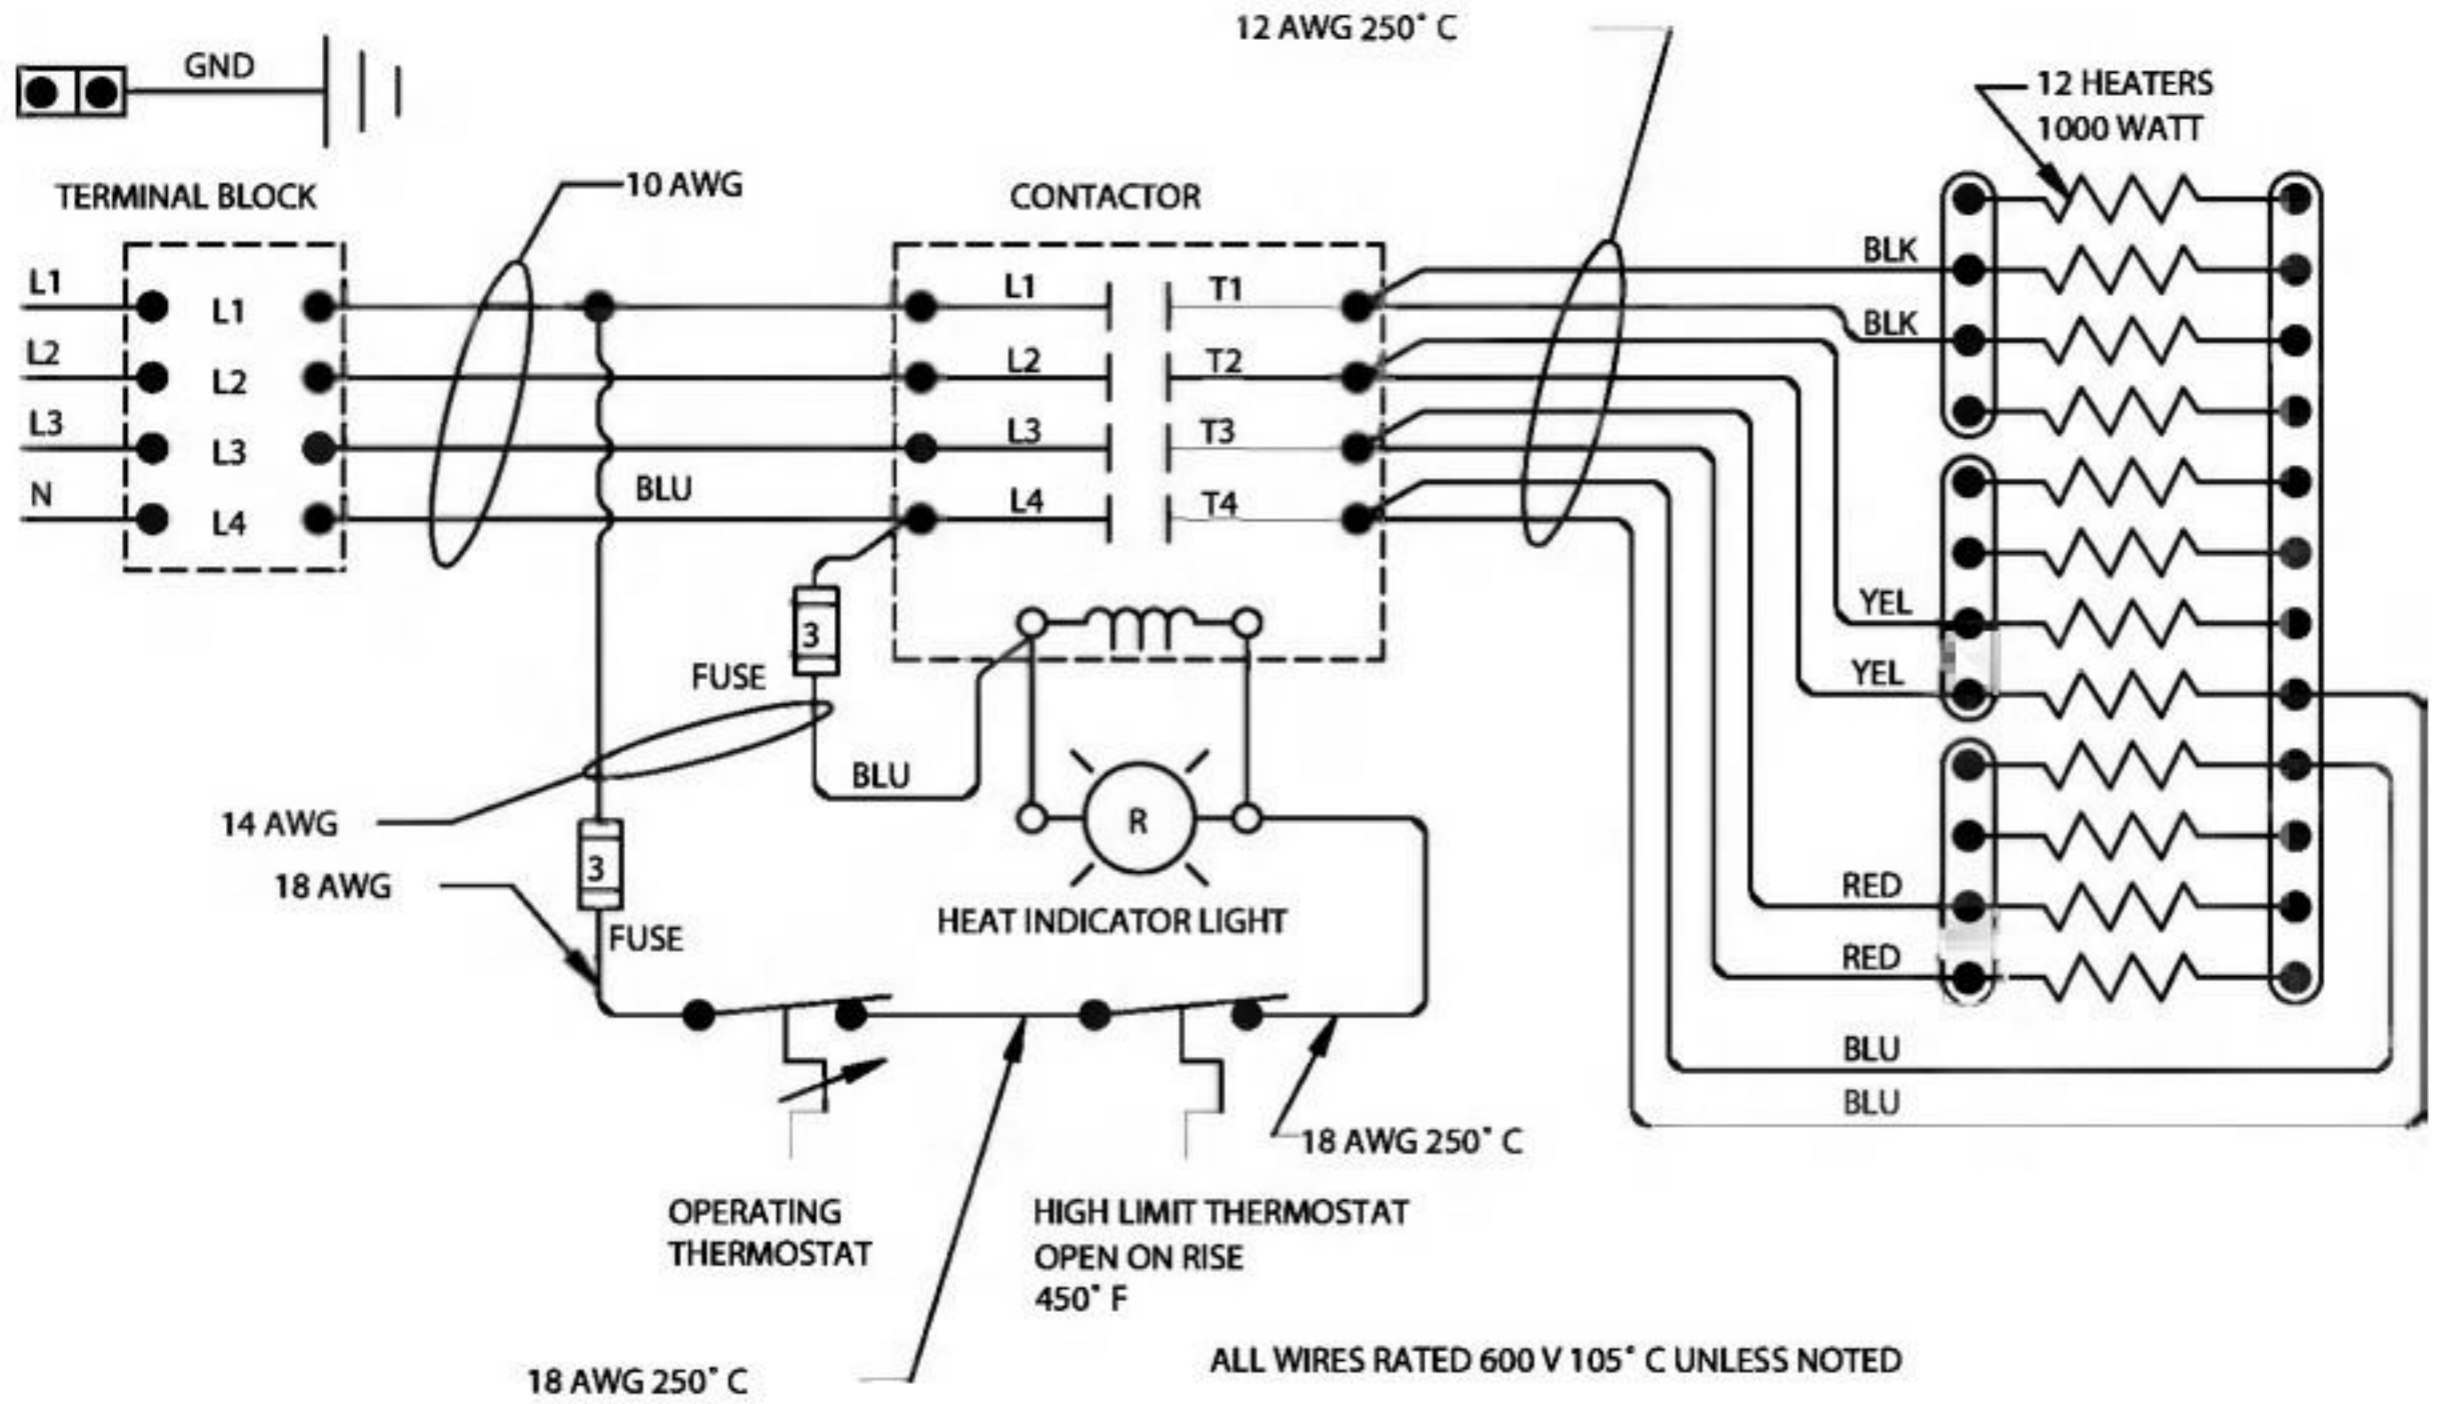 12 AWG 250° C
GND
12 HEATERS
1000 WATT
10 AWG
TERMINAL BLOCK
CONTACTOR
BLK
L1
L1
L1
T1
BLK
L2
L2
L2
T2
L3
L3
L3
T3
N
BLU
L4
L4
T4
YEL
3
FUSE
YEL
BLU
14 AWG
R
3
18 AWG
RED
HEAT INDICATOR LIGHT
FUSE
RED
BLU
BLU
18 AWG 250° C
OPERATING
THERMOSTAT
HIGH LIMIT THERMOSTAT
OPEN ON RISE
450° F
ALL WIRES RATED 600 V 105° C UNLESS NOTED
18 AWG 250° C